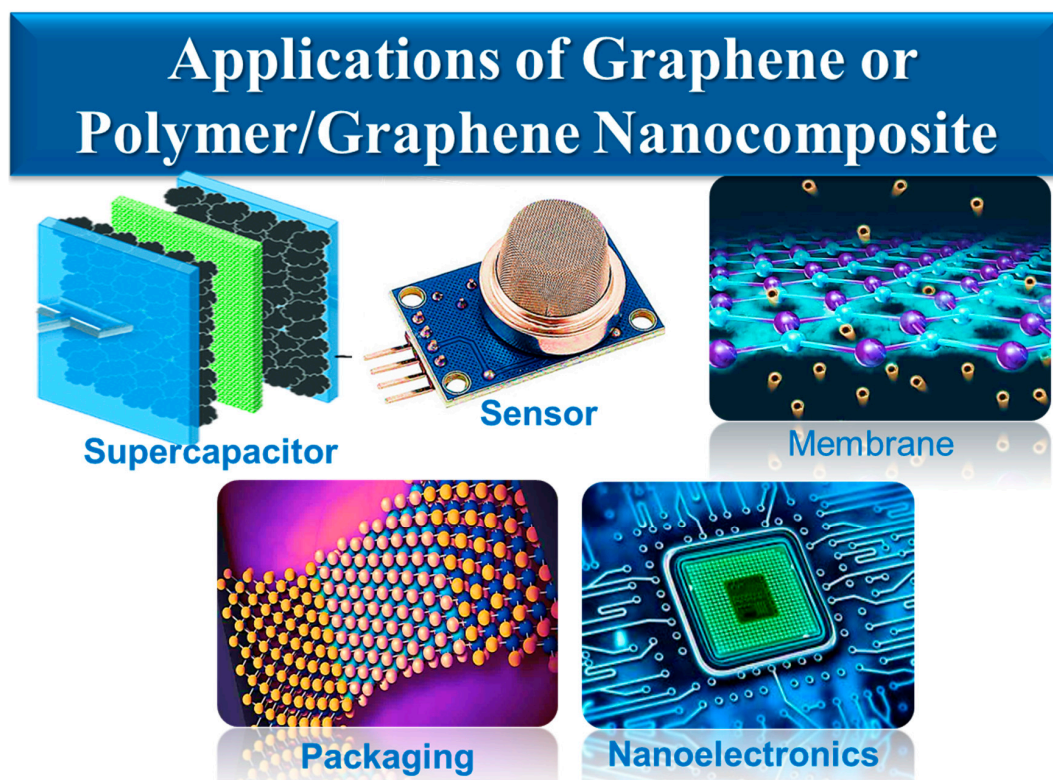 Applications of Graphene or
Polymer/Graphene Nanocomposite
Supercapacitor
Sensor
Membrane
Packaging
Nanoelectronics